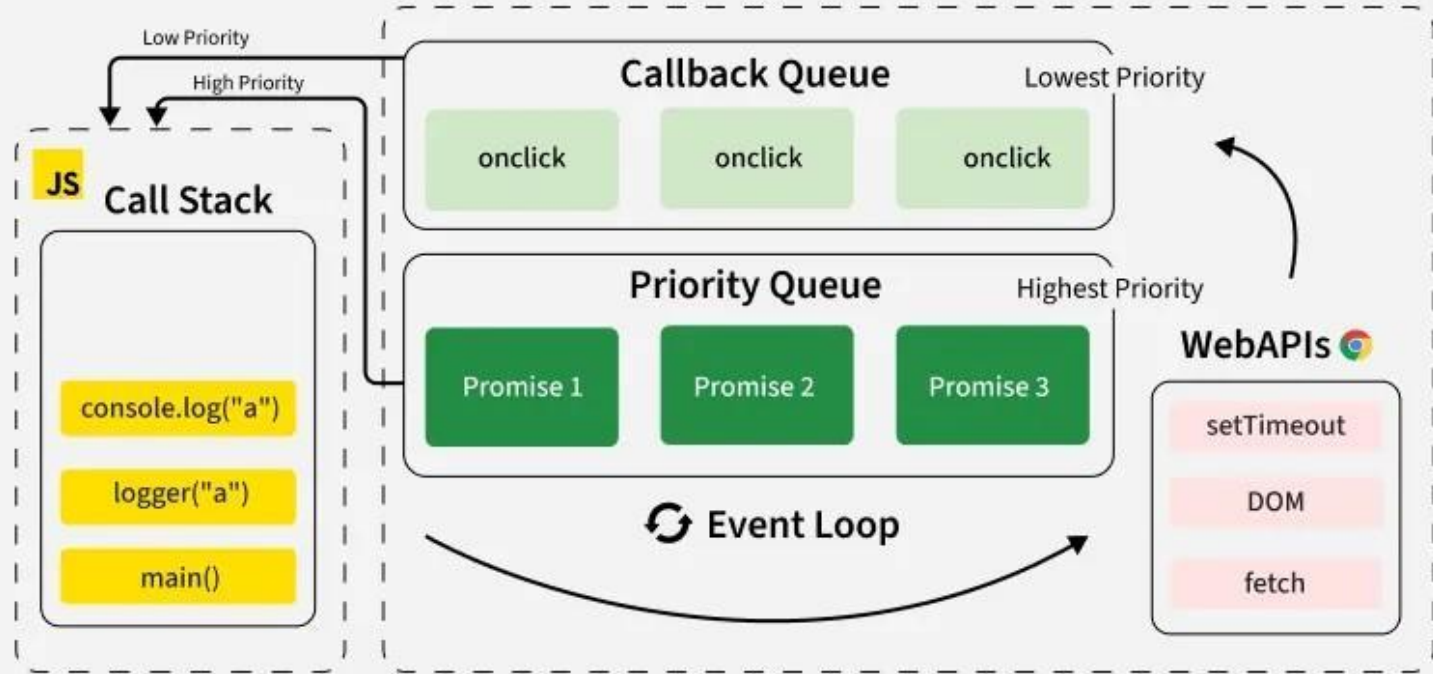 Low Priority
High Priority
JS
Call Stack
console.log("a")
logger("a")
main()
Callback Queue
Lowest Priority
onclick
onclick
onclick
Priority Queue
Highest Priority
Promise 1
Promise 2
Promise 3
Event Loop
WebAPIs
setTimeout
DOM
fetch